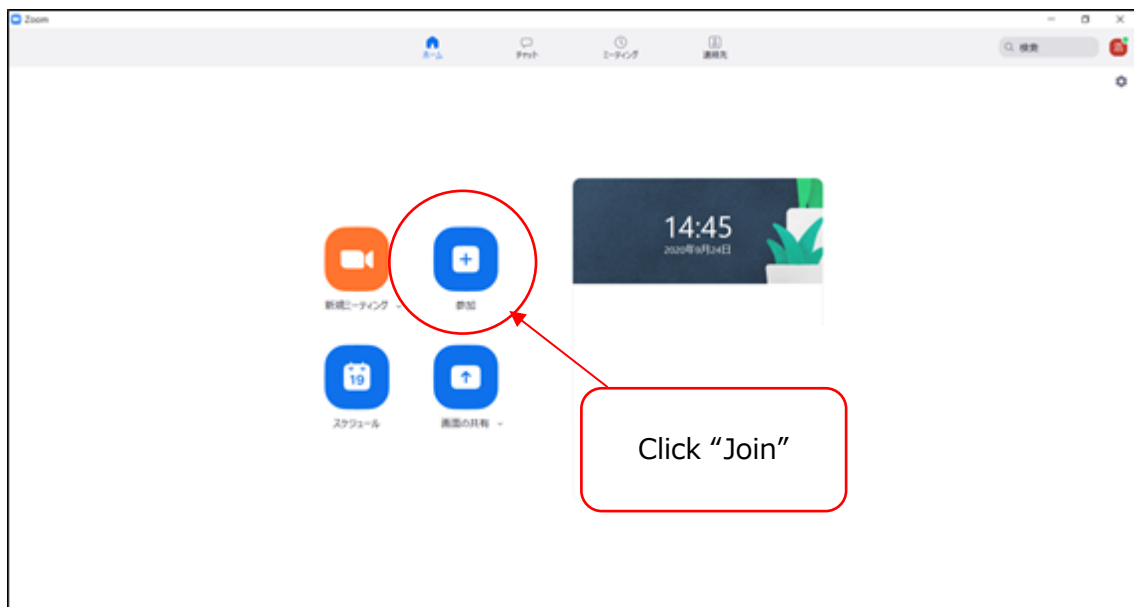 Zoom
ホーム
チャット
ミーティング
連絡先
検索
14:45
2020年9月24日
新規ミーティング
参加
19
スケジュール
画面の共有
Click “Join”